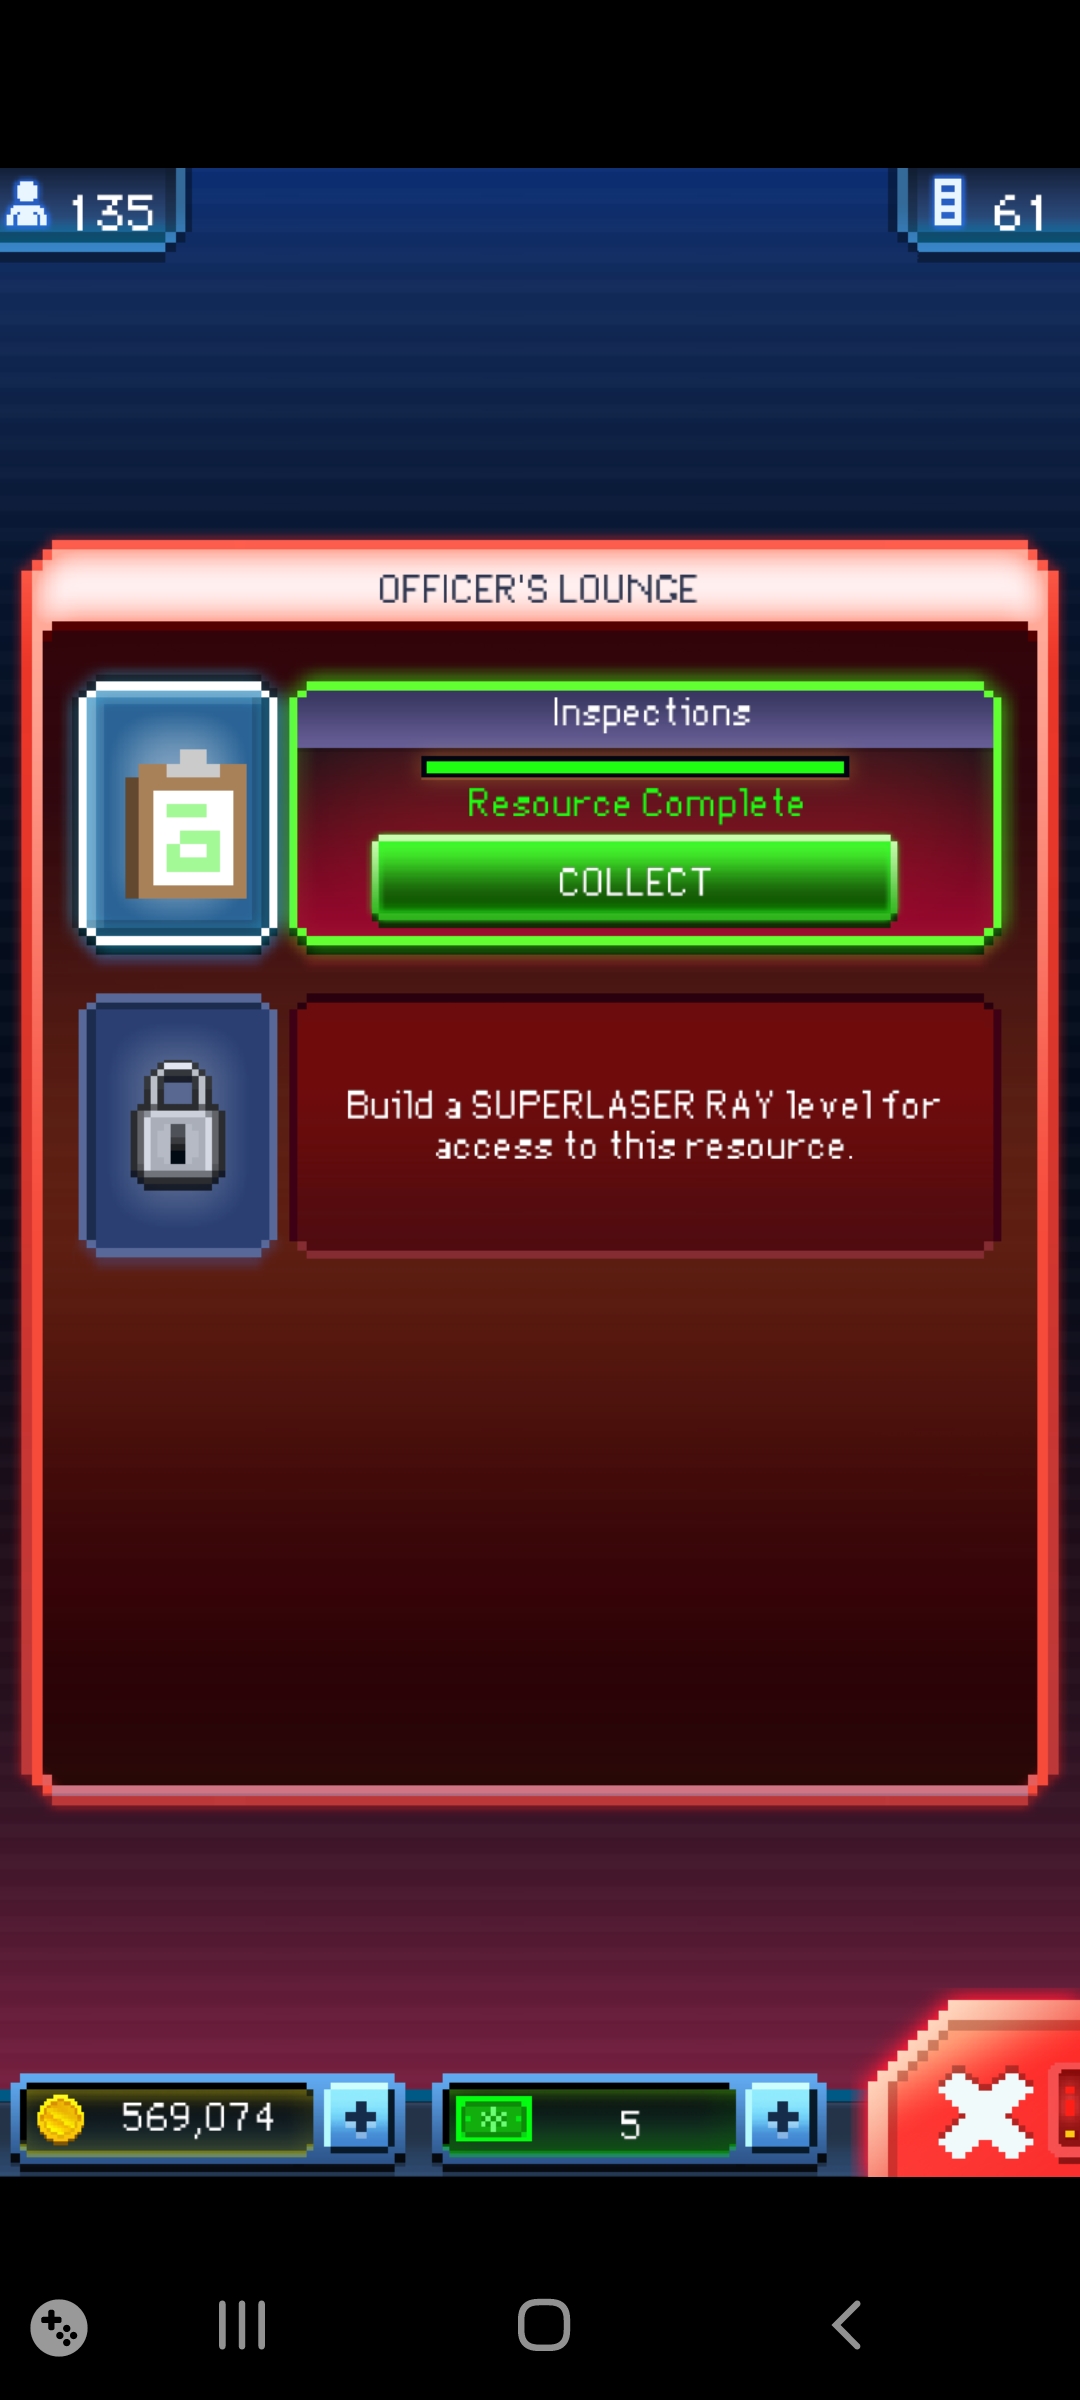 135
61
OFFICER'S LOUNGE
Inspections
Resource Complete
COLLECT
Build a SUPERLASER RAY level for
access to this resource.
569,074
5